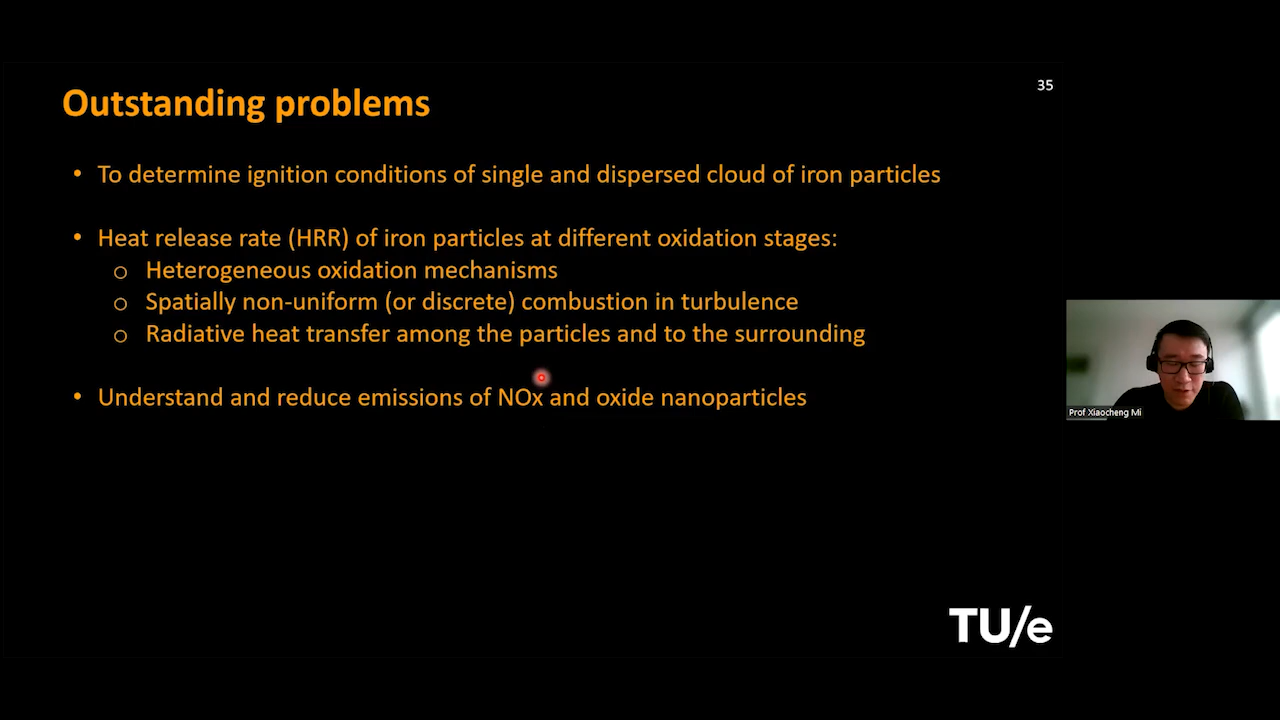 35
Outstanding problems
• To determine ignition conditions of single and dispersed cloud of iron particles
• Heat release rate (HRR) of iron particles at different oxidation stages:
o Heterogeneous oxidation mechanisms
o Spatially non-uniform (or discrete) combustion in turbulence
o Radiative heat transfer among the particles and to the surrounding
• Understand and reduce emissions of NOx and oxide nanoparticles
Prof Xiaocheng Mi
TU/e